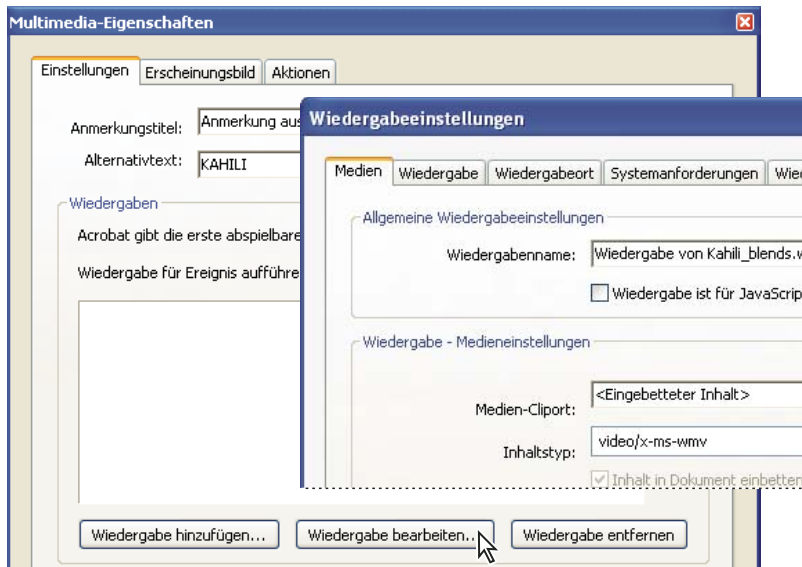 Multimedia-Eigenschaften
Einstellungen Erscheinungsbild Aktionen
Anmerkungstitel: Anmerkung aus
Alternativtext: KAHILI
Wiedergaben
Acrobat gibt die erste abspielbare
Wiedergabe für Ereignis aufführe
Wiedergabe hinzufügen... Wiedergabe bearbeiten... Wiedergabe entfernen
Wiedergabeeinstellungen
Medien Wiedergabe Wiedergabeort Systemanforderungen Wied
Allgemeine Wiedergabeeinstellungen
Wiedergabenname: Wiedergabe von Kahili_blends.w
Wiedergabe ist für JavaScrip
Wiedergabe - Medieneinstellungen
Medien-Cliport: <Eingebetteter Inhalt>
Inhaltstyp: video/x-ms-wmv
Inhalt in Dokument einbetten